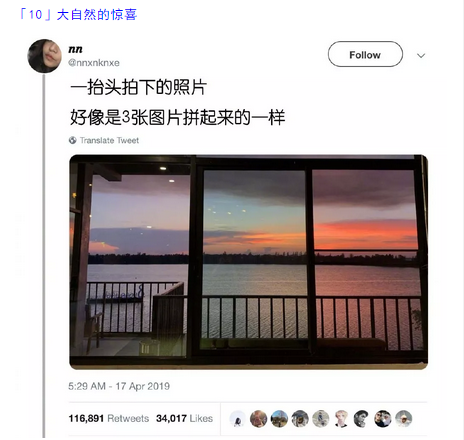 「10」大自然的惊喜
nn
@nnxnknxe
Follow
一抬头拍下的照片
好像是3张图片拼起来的一样
Translate Tweet
5:29 AM - 17 Apr 2019
116,891 Retweets 34,017 Likes